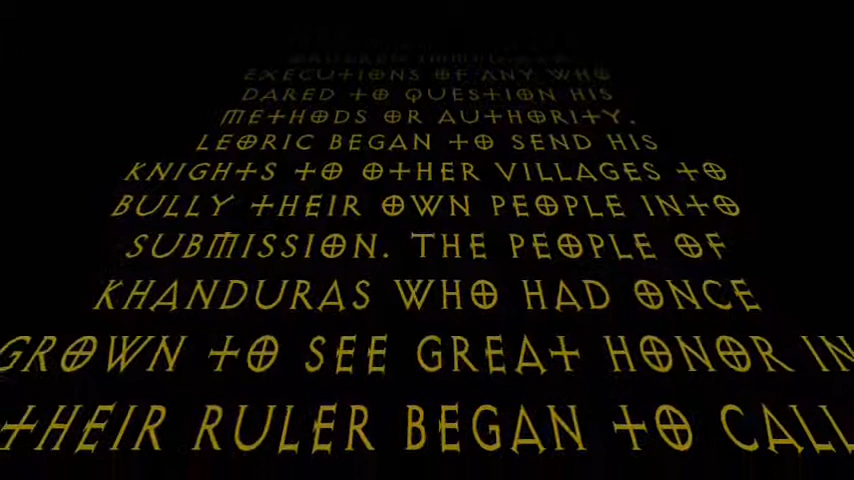 EXECUTIONS OF ANY WHO
DARED TO QUESTION HIS
METHODS OR AUTHORITY.
LEORIC BEGAN TO SEND HIS
KNIGHTS TO OTHER VILLAGES TO
BULLY THEIR OWN PEOPLE INTO
SUBMISSION. THE PEOPLE OF
KHANDURAS WHO HAD ONCE
GROWN TO SEE GREAT HONOR IN
THEIR RULER BEGAN TO CALL